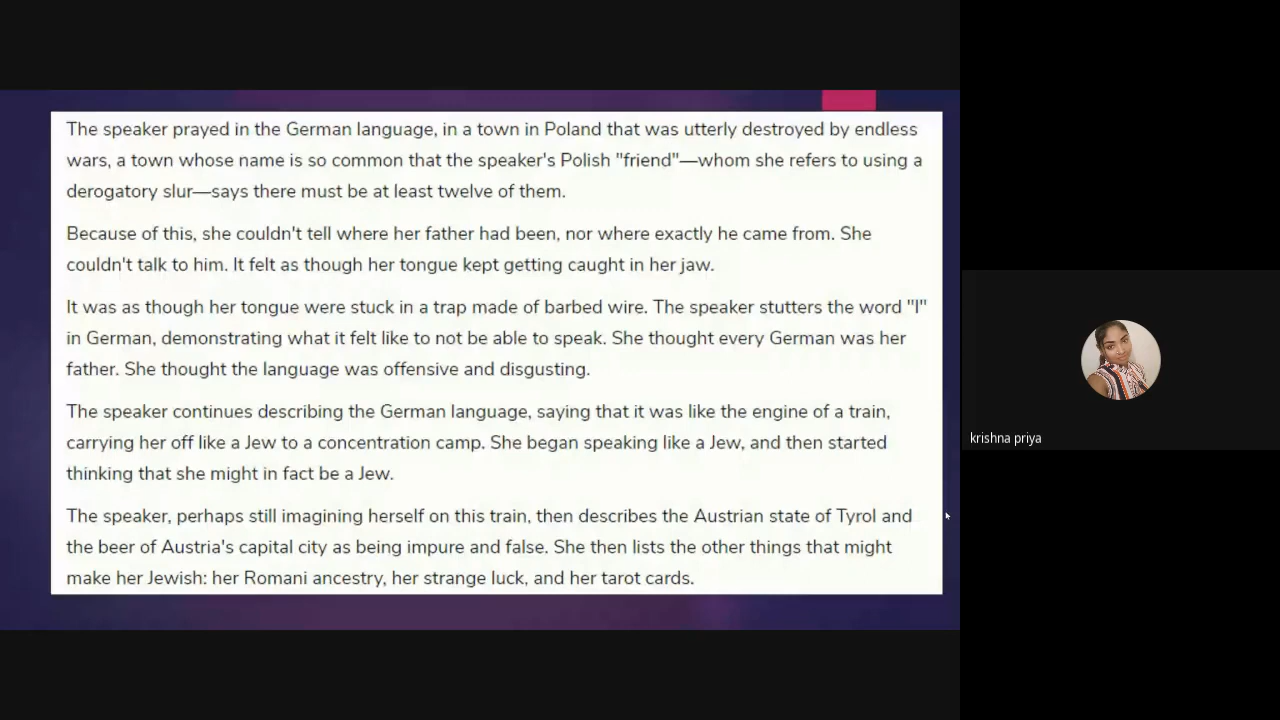 The speaker prayed in the German language, in a town in Poland that was utterly destroyed by endless
wars, a town whose name is so common that the speaker's Polish "friend"—whom she refers to using a
derogatory slur—says there must be at least twelve of them.
Because of this, she couldn't tell where her father had been, nor where exactly he came from. She
couldn't talk to him. It felt as though her tongue kept getting caught in her jaw.
It was as though her tongue were stuck in a trap made of barbed wire. The speaker stutters the word "I"
in German, demonstrating what it felt like to not be able to speak. She thought every German was her
father. She thought the language was offensive and disgusting.
The speaker continues describing the German language, saying that it was like the engine of a train,
carrying her off like a Jew to a concentration camp. She began speaking like a Jew, and then started
thinking that she might in fact be a Jew.
The speaker, perhaps still imagining herself on this train, then describes the Austrian state of Tyrol and
the beer of Austria's capital city as being impure and false. She then lists the other things that might
make her Jewish: her Romani ancestry, her strange luck, and her tarot cards.
krishna priya